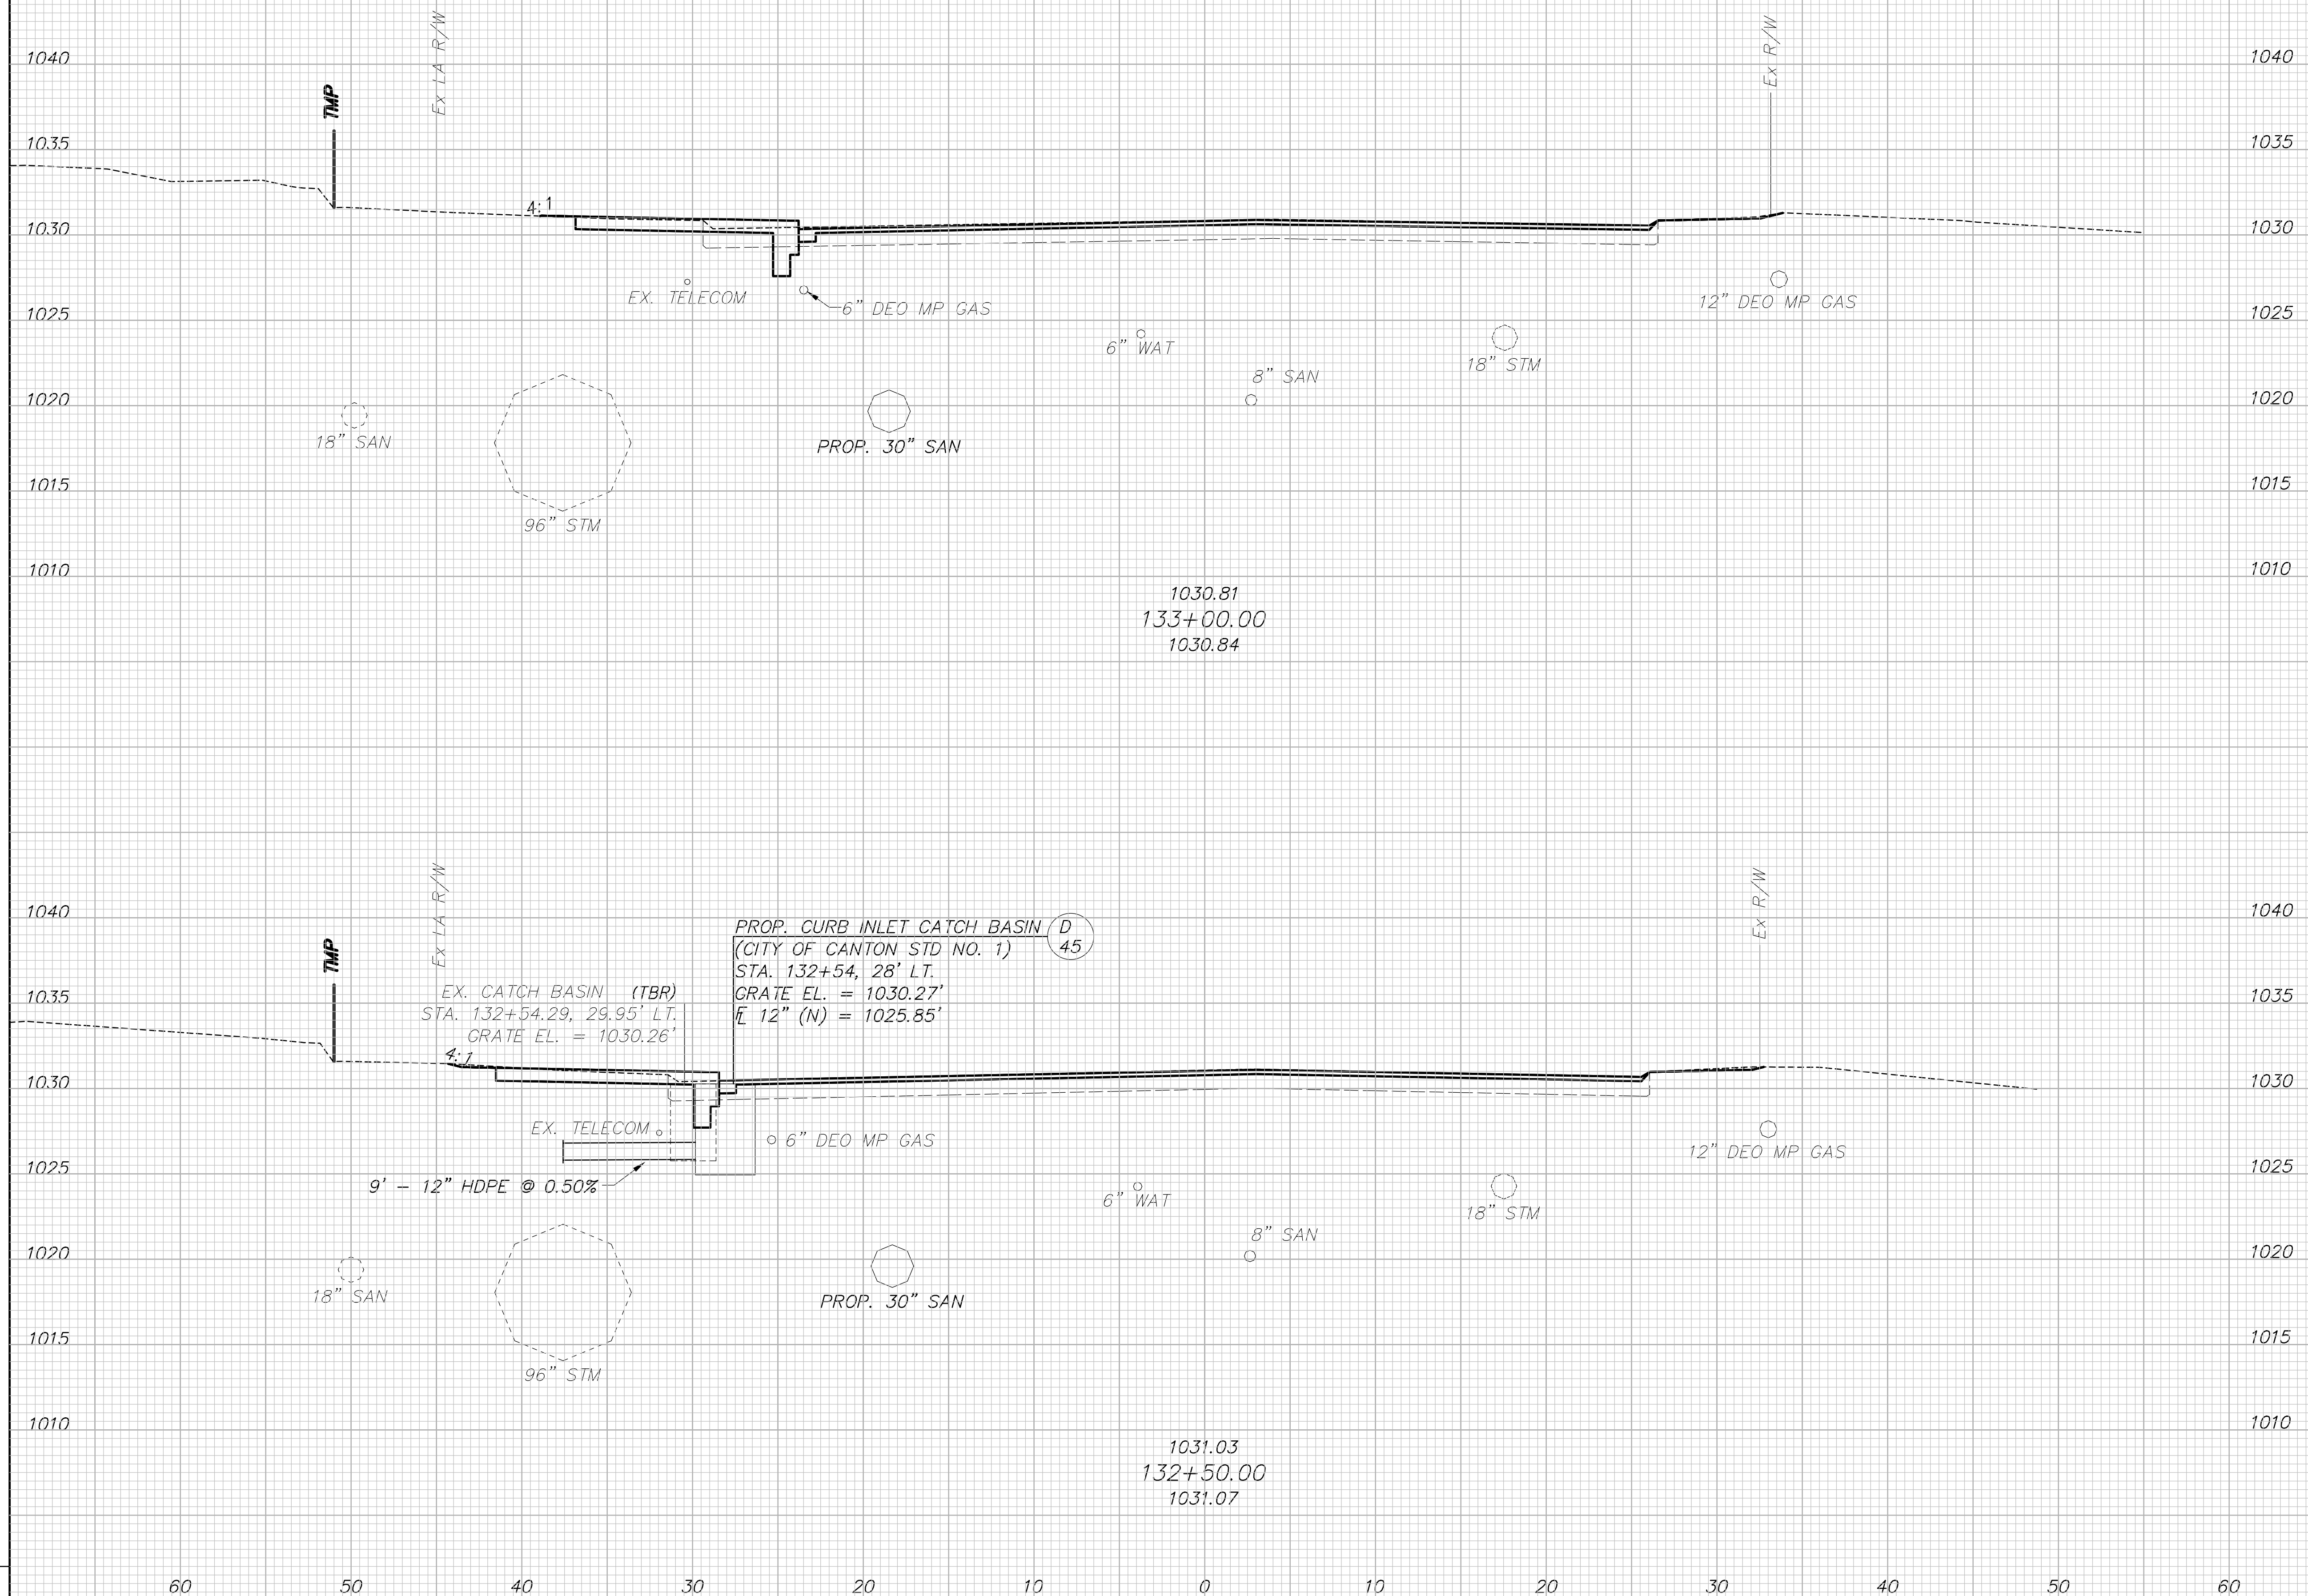 Ex LA R/W
Ex R/W
1040
1040
TMP
1035
1035
4:1
1030
1030
EX. TELECOM
6" DEO MP GAS
12" DEO MP GAS
1025
1025
6" WAT
18" STM
8" SAN
1020
1020
18" SAN
PROP. 30" SAN
1015
1015
96" STM
1010
1010
1030.81
133+00.00
1030.84
Ex LA R/W
Ex R/W
1040
1040
PROP. CURB INLET CATCH BASIN D
(CITY OF CANTON STD NO. 1) 45
STA. 132+54, 28' LT.
GRATE EL. = 1030.27'
FL 12" (N) = 1025.85'
TMP
EX. CATCH BASIN (TBR)
STA. 132+54.29, 29.95' LT.
GRATE EL. = 1030.26'
1035
1035
4:1
1030
1030
EX. TELECOM
6" DEO MP GAS
12" DEO MP GAS
1025
1025
9' – 12" HDPE @ 0.50%
6" WAT
18" STM
8" SAN
1020
1020
18" SAN
PROP. 30" SAN
1015
1015
96" STM
1010
1010
1031.03
132+50.00
1031.07
60 50 40 30 20 10 0 10 20 30 40 50 60